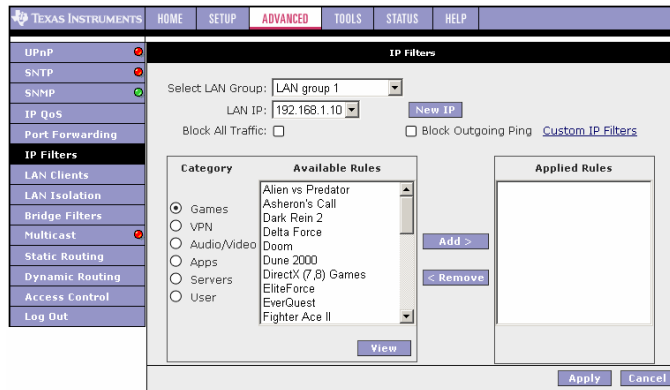 TEXAS INSTRUMENTS
HOME SETUP ADVANCED TOOLS STATUS HELP
UPnP
SNTP
SNMP
IP QoS
Port Forwarding
IP Filters
LAN Clients
LAN Isolation
Bridge Filters
Multicast
Static Routing
Dynamic Routing
Access Control
Log Out
IP Filters
Select LAN Group: LAN group 1
LAN IP: 192.168.1.10 New IP
Block All Traffic: Block Outgoing Ping Custom IP Filters
Category Available Rules Applied Rules
Games
VPN
Audio/Video
Apps
Servers
User
Alien vs Predator
Asheron's Call
Dark Rein 2
Delta Force
Doom
Dune 2000
DirectX (7,8) Games
EliteForce
EverQuest
Fighter Ace II
Add >
< Remove
View
Apply Cancel